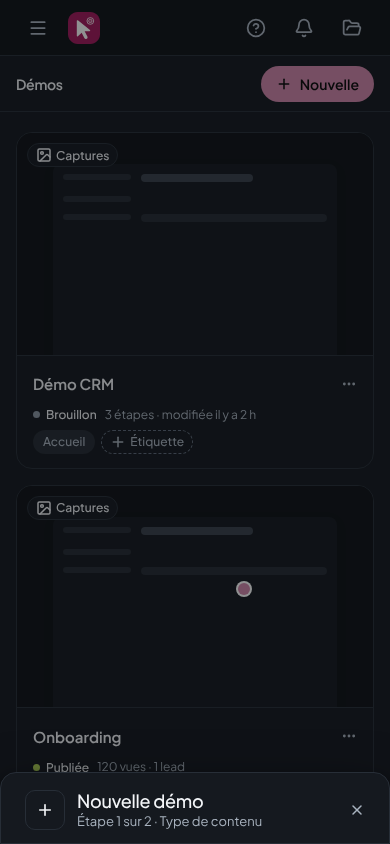 Démos
Nouvelle
Captures
Démo CRM
Brouillon 3 étapes · modifiée il y a 2 h
Accueil Étiquette
Captures
Onboarding
Publiée 120 vues · 1 lead
Nouvelle démo
Étape 1 sur 2 · Type de contenu